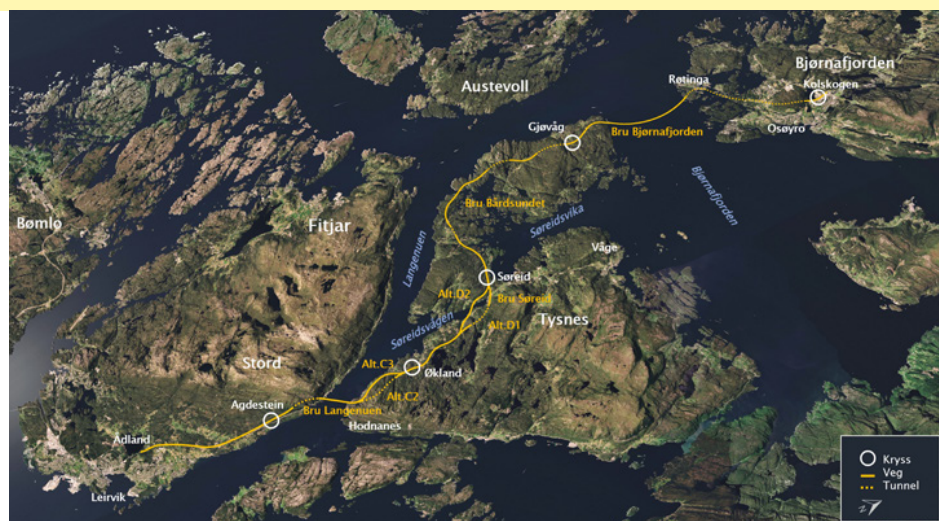 Austevoll
Bjørnafjorden
Røtinga
Kolskogen
Gjøvåg
Osøyro
Bru Bjørnafjorden
Bjørnafjorden
Bømlo
Fitjar
Bru Bårdsundet
Søreidsvika
Langenuen
Våge
Søreid
Alt.D2
Bru Søreid
Tysnes
Søreidsvågen
Alt.D1
Stord
Alt.C3
Økland
Alt.C2
Agdestein
Bru Langenuen
Hodnanes
Ådland
Leirvik
Kryss
Veg
Tunnel